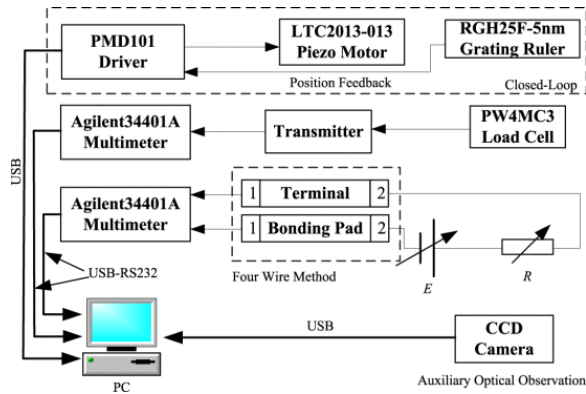 PMD101
Driver
LTC2013-013
Piezo Motor
RGH25F-5nm
Grating Ruler
Position Feedback
Closed-Loop
USB
Agilent34401A
Multimeter
Transmitter
PW4MC3
Load Cell
Agilent34401A
Multimeter
1 Terminal 2
1 Bonding Pad 2
USB-RS232
Four Wire Method
E
R
USB
CCD
Camera
PC
Auxiliary Optical Observation